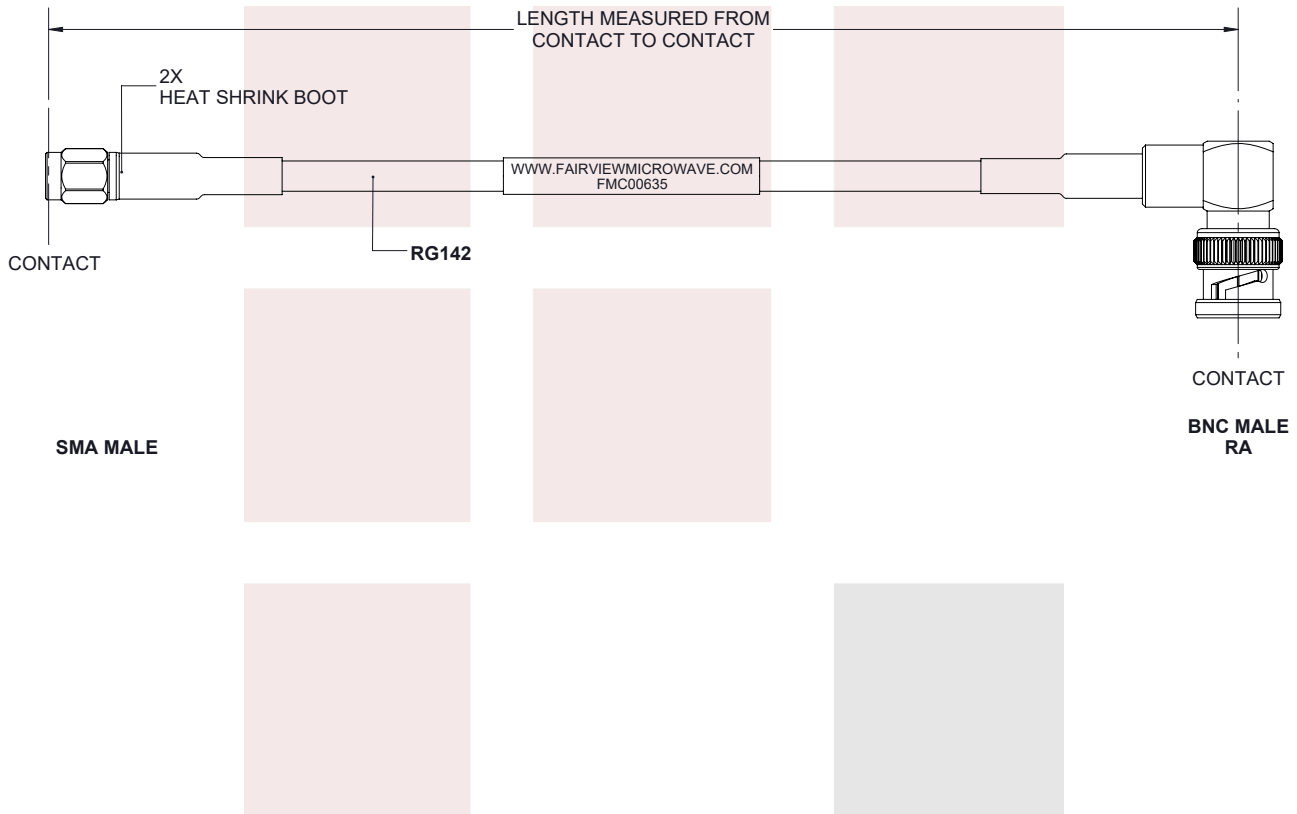 LENGTH MEASURED FROM
CONTACT TO CONTACT
2X
HEAT SHRINK BOOT
WWW.FAIRVIEWMICROWAVE.COM
FMC00635
RG142
CONTACT
CONTACT
SMA MALE
BNC MALE
RA